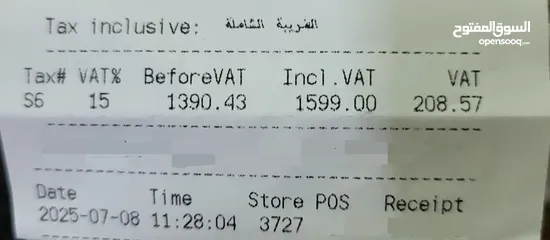 السوق المفتوح
opensooq.com
Tax inclusive: الضريبة الشاملة
Tax# VAT% BeforeVAT Incl.VAT VAT
S6 15 1390.43 1599.00 208.57
Date Time Store POS Receipt
2025-07-08 11:28:04 3727